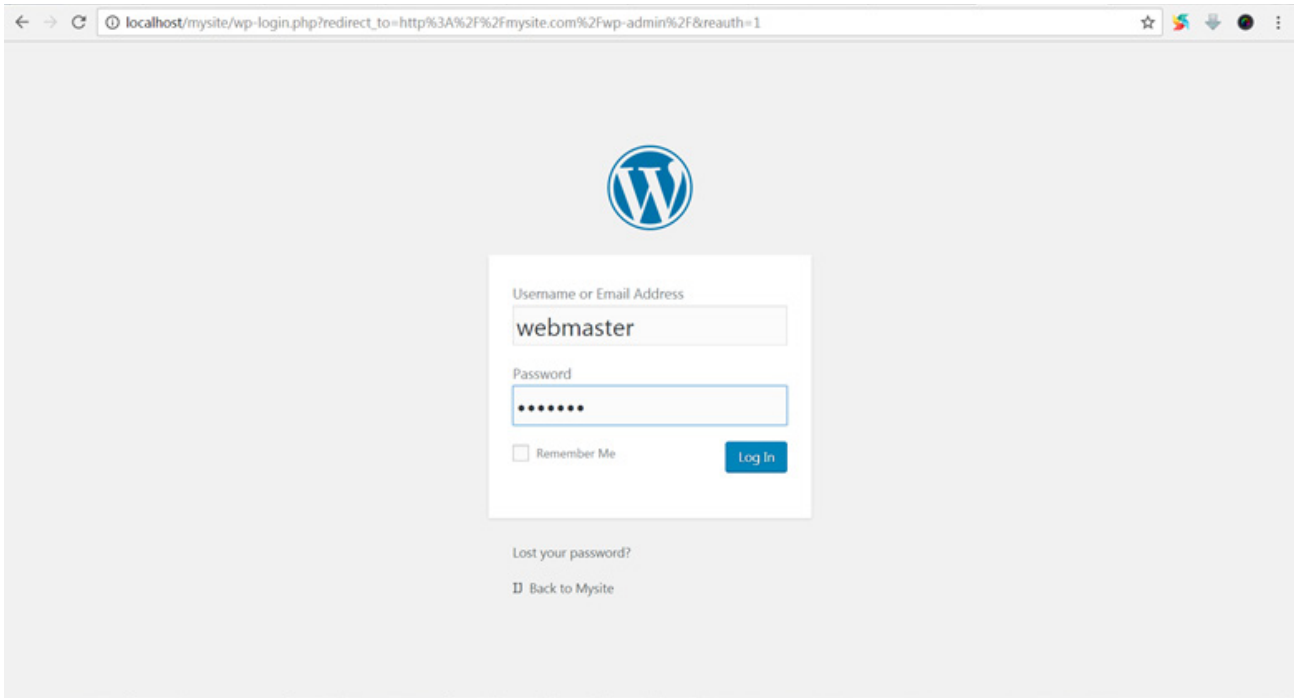 localhost/mysite/wp-login.php?redirect_to=http%3A%2F%2Fmysite.com%2Fwp-admin%2F&reauth=1
Username or Email Address
webmaster
Password
•••••••
Remember Me
Log In
Lost your password?
Back to Mysite